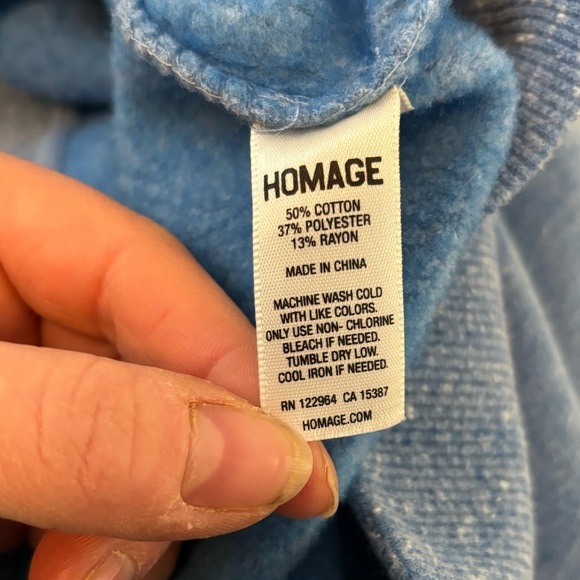 HOMAGE
50% COTTON
37% POLYESTER
13% RAYON
MADE IN CHINA
MACHINE WASH COLD
WITH LIKE COLORS.
ONLY USE NON- CHLORINE
BLEACH IF NEEDED.
TUMBLE DRY LOW.
COOL IRON IF NEEDED.
RN 122964 CA 15387
HOMAGE.COM